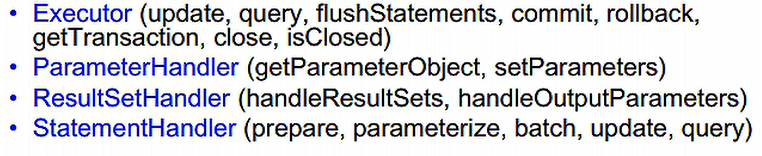 • Executor (update, query, flushStatements, commit, rollback,
getTransaction, close, isClosed)
• ParameterHandler (getParameterObject, setParameters)
• ResultSetHandler (handleResultSets, handleOutputParameters)
• StatementHandler (prepare, parameterize, batch, update, query)